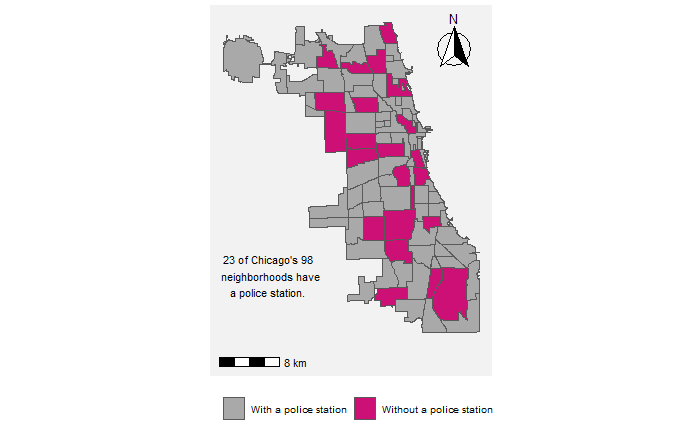 N
23 of Chicago's 98
neighborhoods have
a police station.
8 km
With a police station
Without a police station